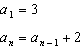 a₁ = 3
aₙ = aₙ₋₁ + 2